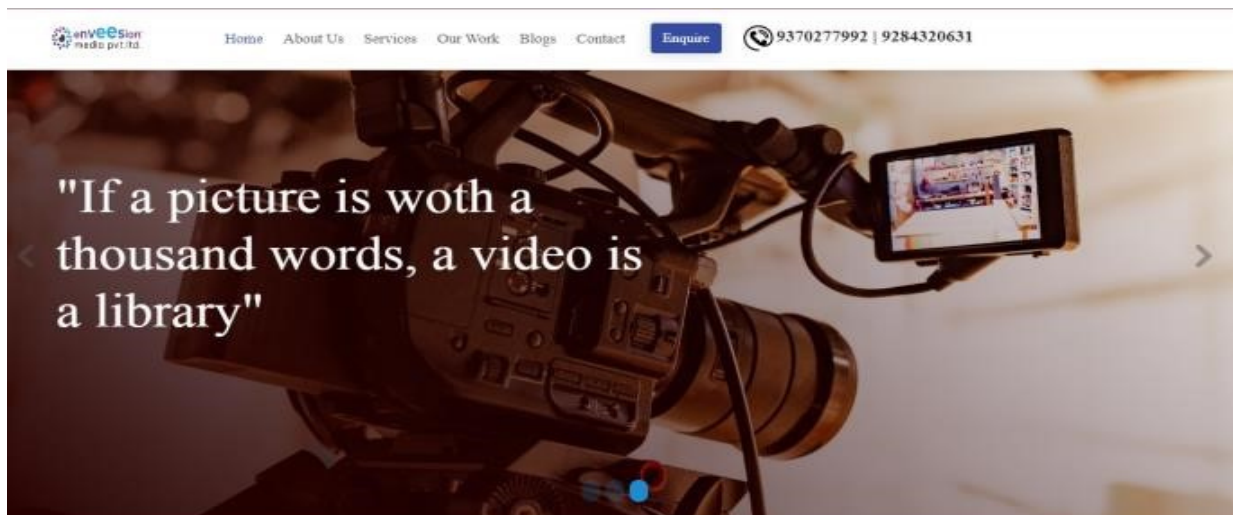 enveesion
media pvt.ltd.
Home About Us Services Our Work Blogs Contact Enquire 9370277992 | 9284320631
"If a picture is woth a
thousand words, a video is
a library"